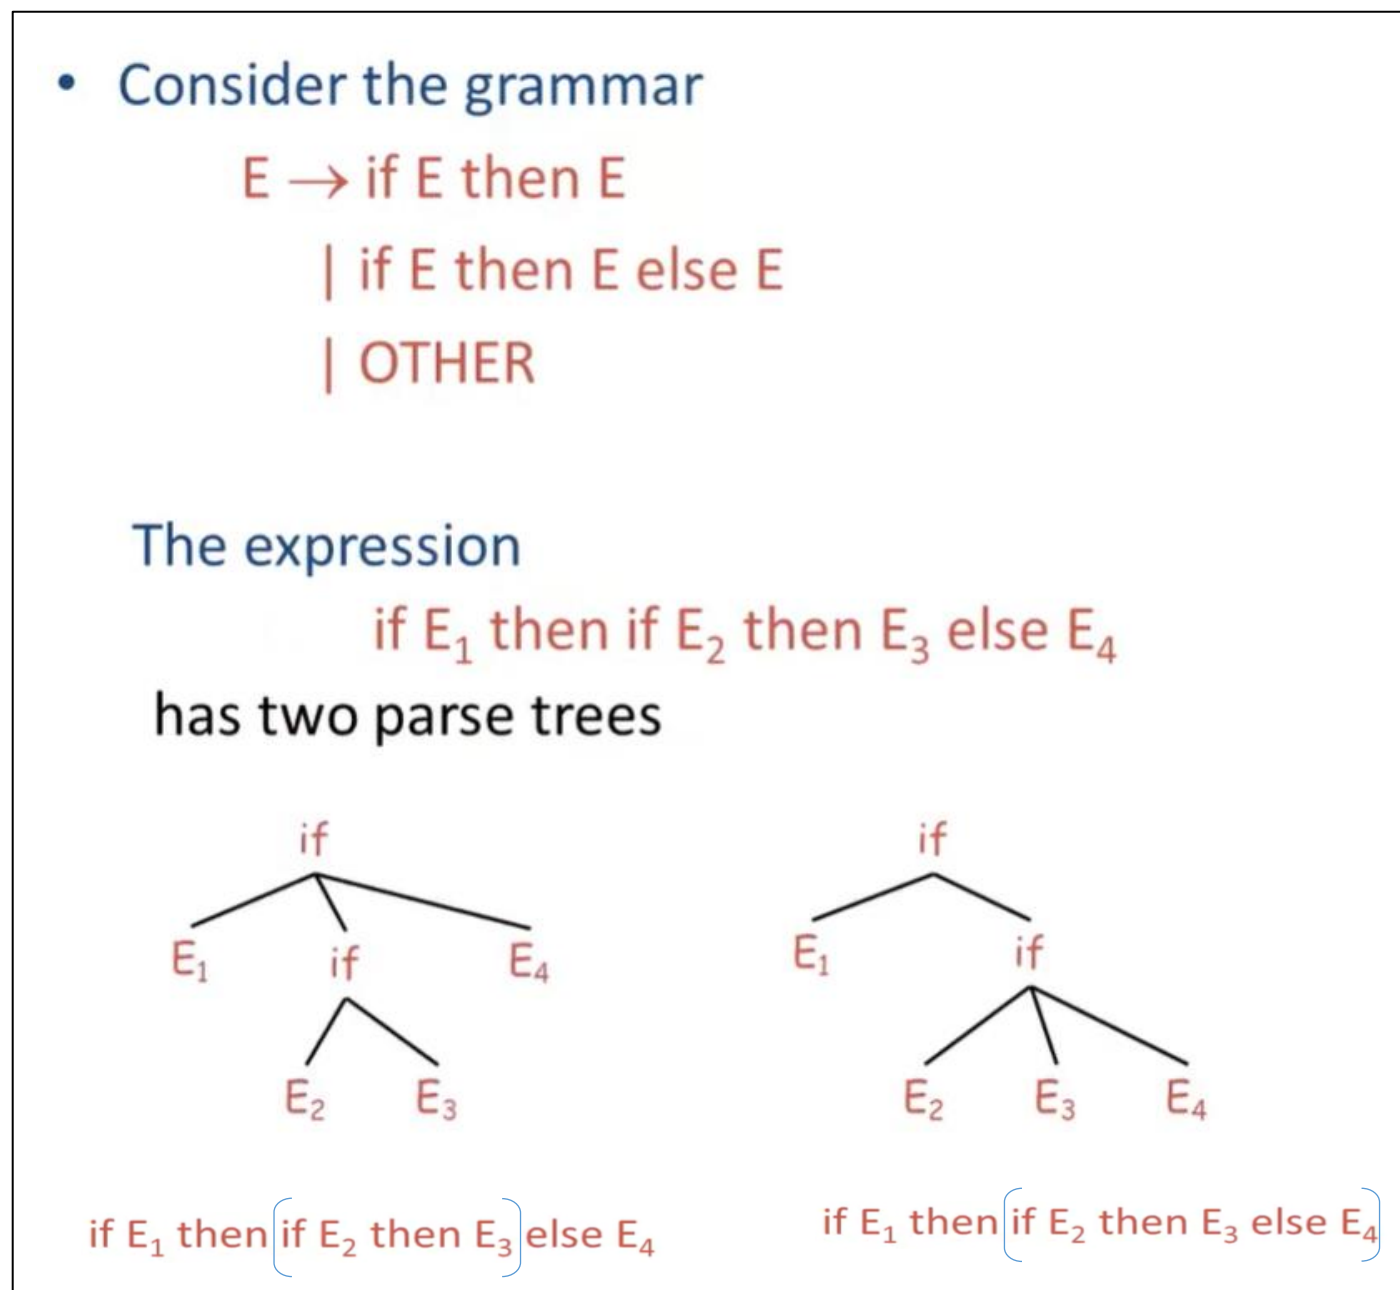 • Consider the grammar
E → if E then E
| if E then E else E
| OTHER
The expression
if E₁ then if E₂ then E₃ else E₄
has two parse trees
if
E₁ if E₄
E₂ E₃
if E₁ then if E₂ then E₃ else E₄
if
E₁ if
E₂ E₃ E₄
if E₁ then if E₂ then E₃ else E₄